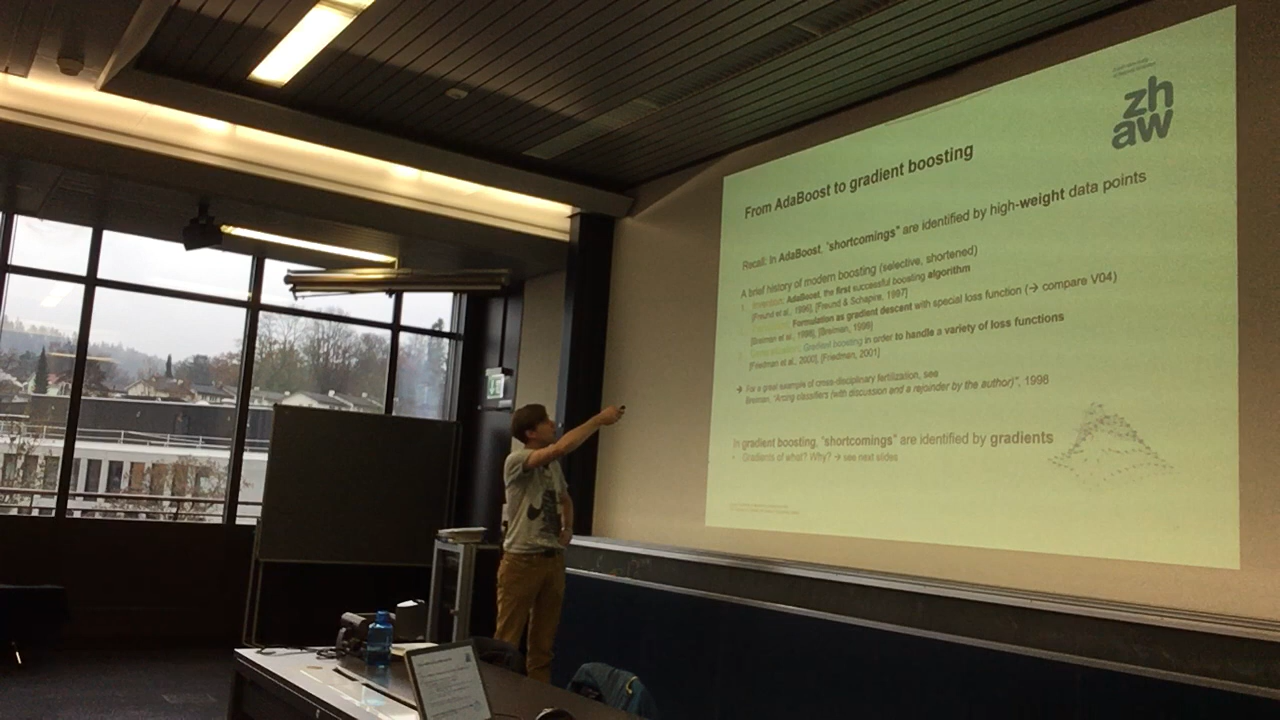 zh
aw
From AdaBoost to gradient boosting
Recall: In AdaBoost, "shortcomings" are identified by high-weight data points
A brief history of modern boosting (selective, shortened)
1. Invention: AdaBoost, the first successful boosting algorithm
[Freund et al., 1996], [Freund & Schapire, 1997]
Formulation as gradient descent with special loss function (→ compare V04)
[Breiman et al., 1998], [Breiman, 1999]
Gradient boosting in order to handle a variety of loss functions
[Friedman et al., 2000], [Friedman, 2001]
→ For a great example of cross-disciplinary fertilization, see
Breiman, "Arcing classifiers (with discussion and a rejoinder by the author)", 1998
In gradient boosting, "shortcomings" are identified by gradients
• Gradients of what? Why? → see next slides